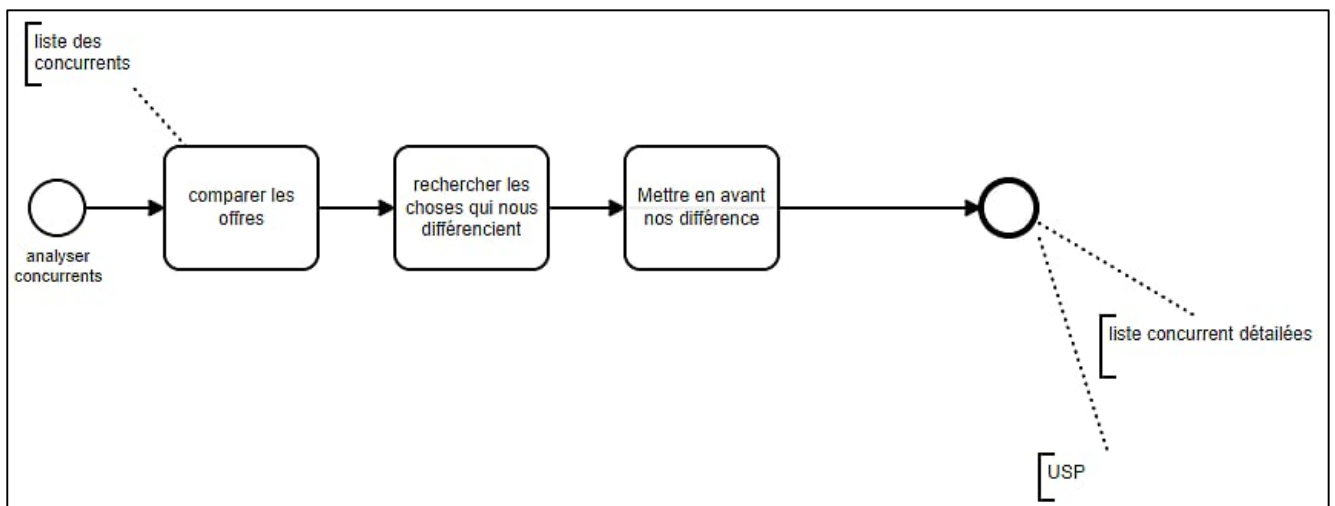 liste des
concurrents
analyser
concurrents
comparer les
offres
rechercher les
choses qui nous
différencient
Mettre en avant
nos différence
liste concurrent détailées
USP